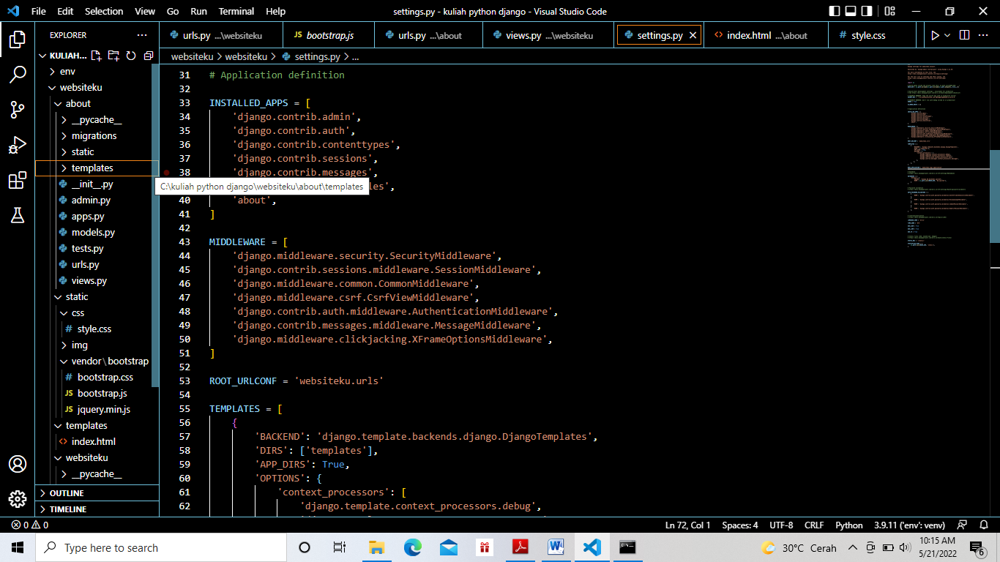 File Edit Selection View Go Run Terminal Help settings.py - kuliah python django - Visual Studio Code
EXPLORER ...
urls.py ...\websiteku bootstrap.js urls.py ...\about views.py ...\websiteku settings.py index.html ...\about style.css
websiteku > websiteku > settings.py > ...
KULIAH...
env
websiteku
about
__pycache__
migrations
static
templates
__init__.py
admin.py
apps.py
models.py
tests.py
urls.py
views.py
static
css
style.css
img
vendor\bootstrap
bootstrap.css
bootstrap.js
jquery.min.js
templates
index.html
websiteku
__pycache__
OUTLINE
TIMELINE
31 # Application definition
32
33 INSTALLED_APPS = [
34 'django.contrib.admin',
35 'django.contrib.auth',
36 'django.contrib.contenttypes',
37 'django.contrib.sessions',
38 'django.contrib.messages',
C:\kuliah python django\websiteku\about\templates les',
40 'about',
41 ]
42
43 MIDDLEWARE = [
44 'django.middleware.security.SecurityMiddleware',
45 'django.contrib.sessions.middleware.SessionMiddleware',
46 'django.middleware.common.CommonMiddleware',
47 'django.middleware.csrf.CsrfViewMiddleware',
48 'django.contrib.auth.middleware.AuthenticationMiddleware',
49 'django.contrib.messages.middleware.MessageMiddleware',
50 'django.middleware.clickjacking.XFrameOptionsMiddleware',
51 ]
52
53 ROOT_URLCONF = 'websiteku.urls'
54
55 TEMPLATES = [
56 {
57 'BACKEND': 'django.template.backends.django.DjangoTemplates',
58 'DIRS': ['templates'],
59 'APP_DIRS': True,
60 'OPTIONS': {
61 'context_processors': [
62 'django.template.context_processors.debug',
0 0 Ln 72, Col 1 Spaces: 4 UTF-8 CRLF Python 3.9.11 ('env': venv)
Type here to search 30°C Cerah 10:15 AM
5/21/2022 6